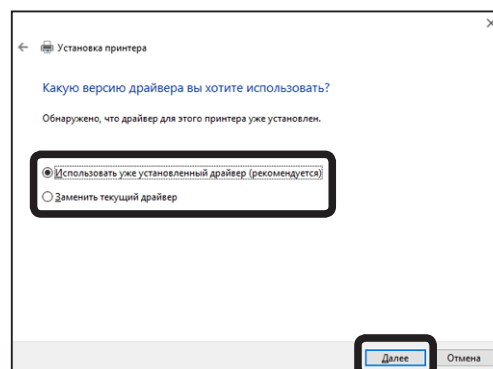 Установка принтера
Какую версию драйвера вы хотите использовать?
Обнаружено, что драйвер для этого принтера уже установлен.
Использовать уже установленный драйвер (рекомендуется)
Заменить текущий драйвер
Далее
Отмена